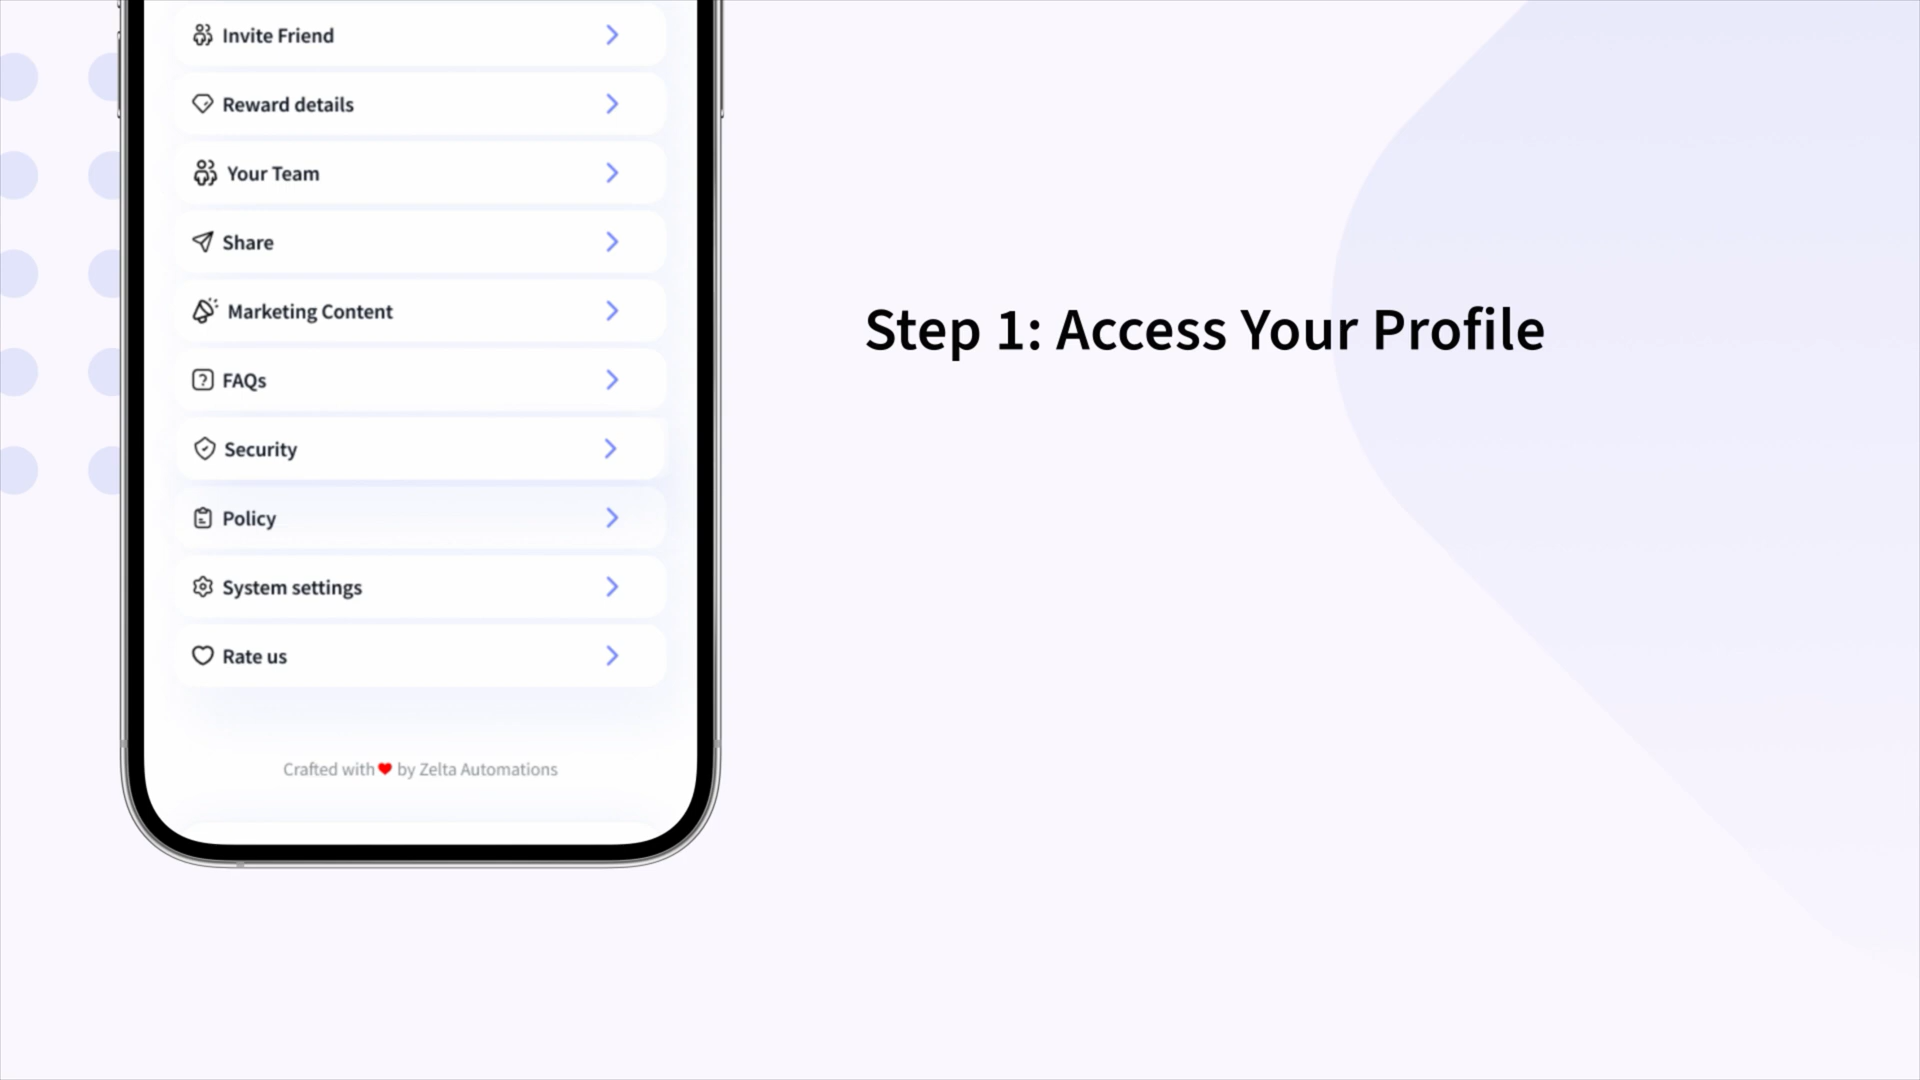 Invite Friend
Reward details
Your Team
Share
Marketing Content
FAQs
Security
Policy
System settings
Rate us
Crafted with❤ by Zelta Automations
Step 1: Access Your Profile